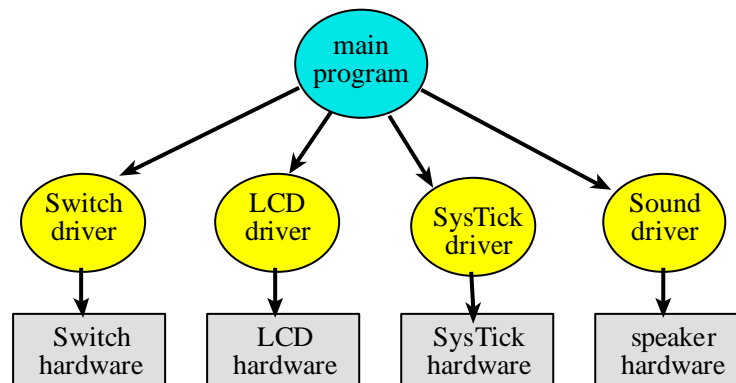 main
program
Switch
driver
LCD
driver
SysTick
driver
Sound
driver
Switch
hardware
LCD
hardware
SysTick
hardware
speaker
hardware